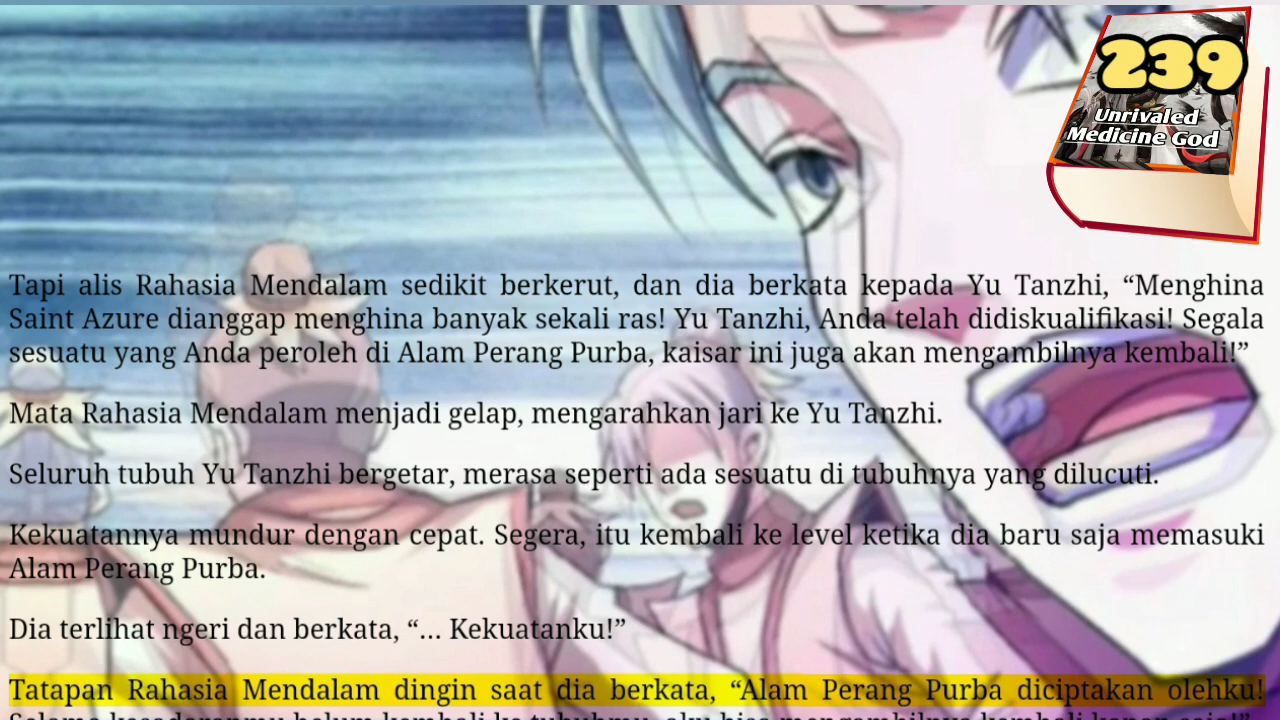 239
Unrivaled
Medicine God
Tapi alis Rahasia Mendalam sedikit berkerut, dan dia berkata kepada Yu Tanzhi, “Menghina
Saint Azure dianggap menghina banyak sekali ras! Yu Tanzhi, Anda telah didiskualifikasi! Segala
sesuatu yang Anda peroleh di Alam Perang Purba, kaisar ini juga akan mengambilnya kembali!”
Mata Rahasia Mendalam menjadi gelap, mengarahkan jari ke Yu Tanzhi.
Seluruh tubuh Yu Tanzhi bergetar, merasa seperti ada sesuatu di tubuhnya yang dilucuti.
Kekuatannya mundur dengan cepat. Segera, itu kembali ke level ketika dia baru saja memasuki
Alam Perang Purba.
Dia terlihat ngeri dan berkata, “… Kekuatanku!”
Tatapan Rahasia Mendalam dingin saat dia berkata, “Alam Perang Purba diciptakan olehku!